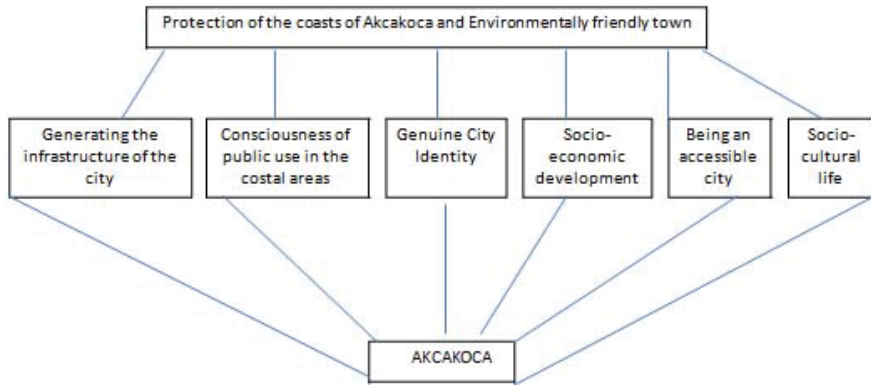 Protection of the coasts of Akcakoca and Environmentally friendly town
Generating the
infrastructure of the
city
Consciousness of
public use in the
costal areas
Genuine City
Identity
Socio-
economic
development
Being an
accessible
city
Socio-
cultural
life
AKCAKOCA